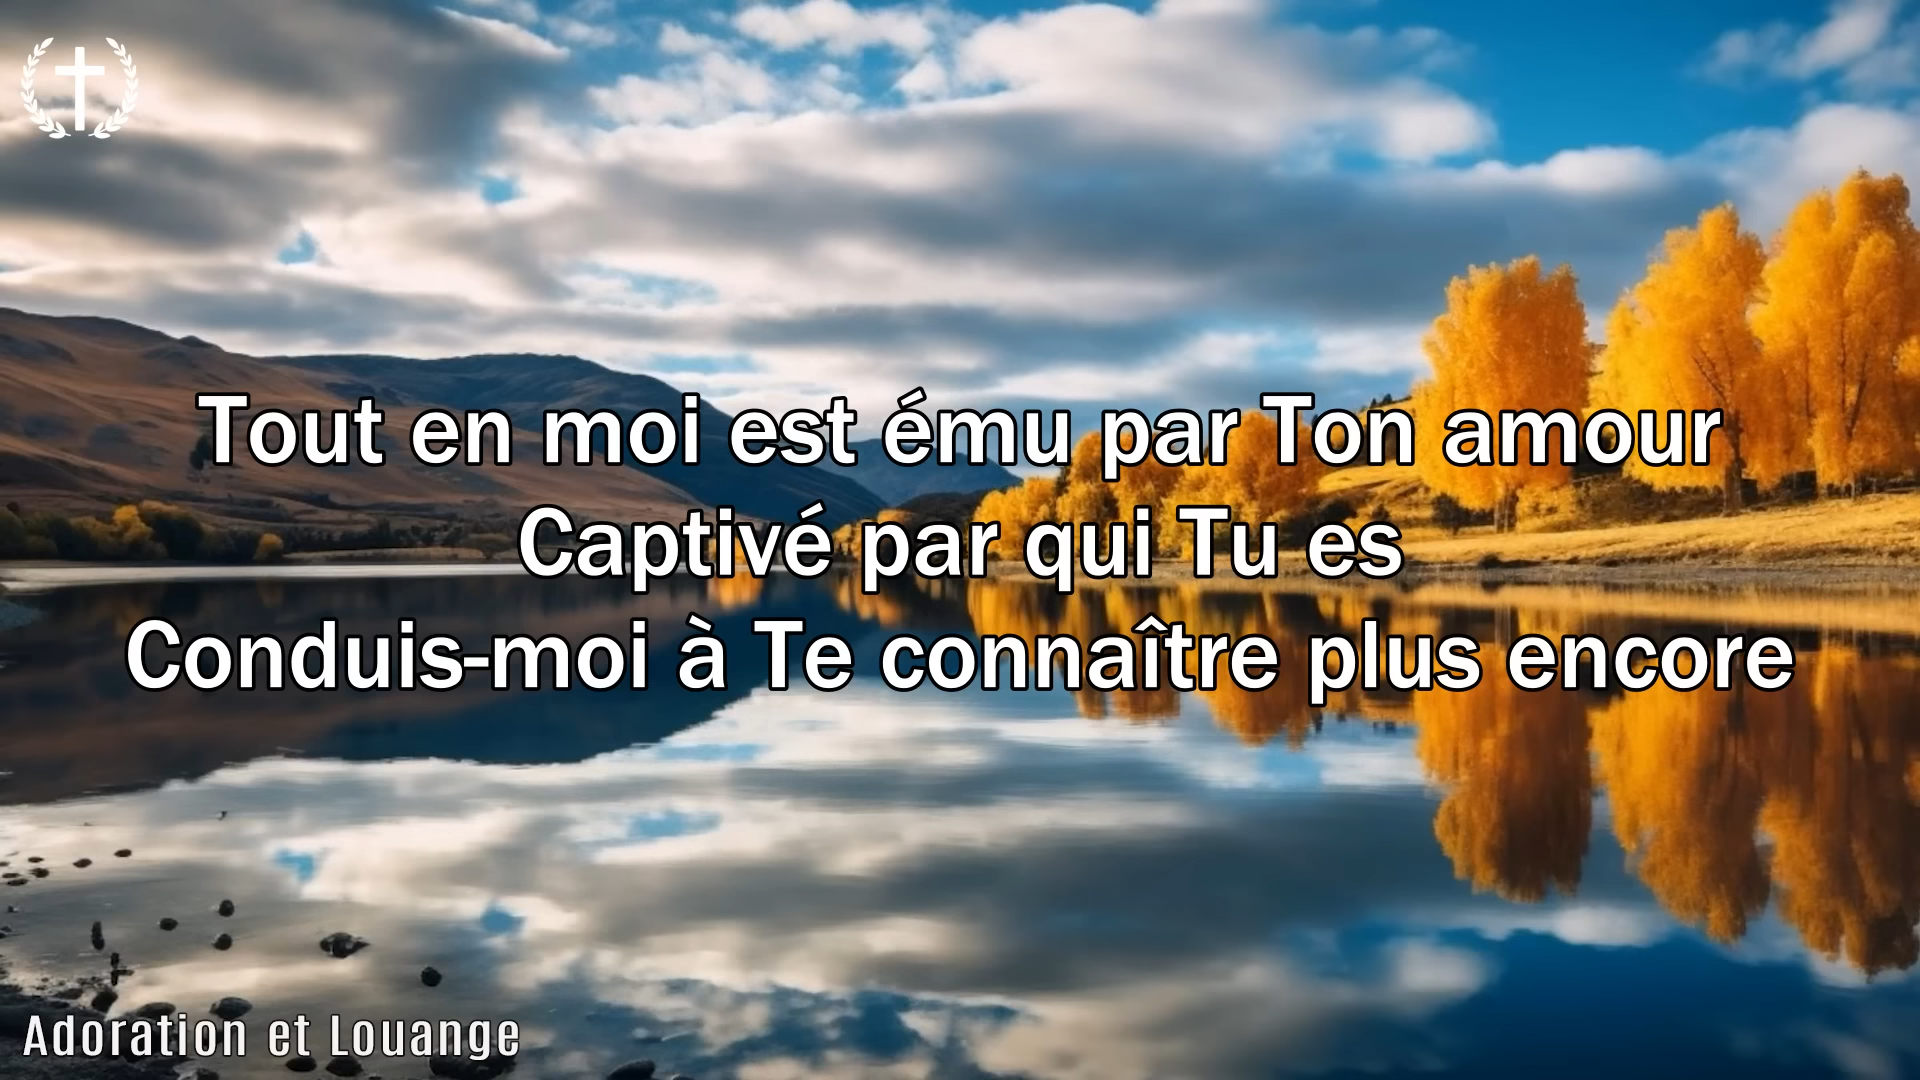 Tout en moi est ému par Ton amour
Captivé par qui Tu es
Conduis-moi à Te connaître plus encore
Adoration et Louange